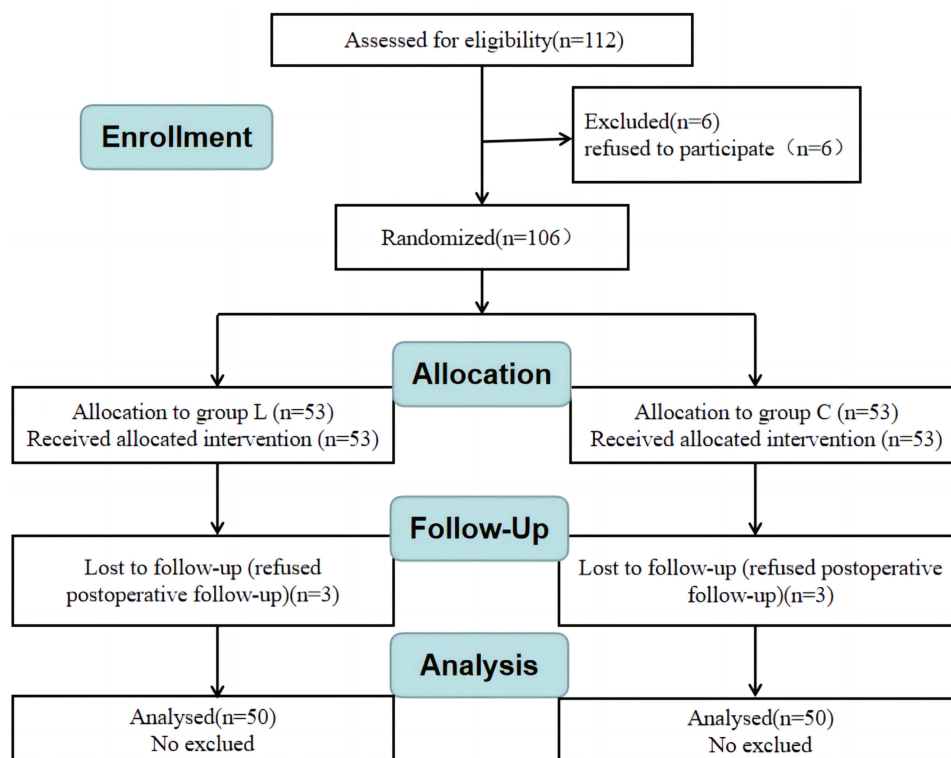 Assessed for eligibility(n=112)
Enrollment
Excluded(n=6)
refused to participate（n=6）
Randomized(n=106）
Allocation
Allocation to group L (n=53)
Received allocated intervention (n=53)
Allocation to group C (n=53)
Received allocated intervention (n=53)
Follow-Up
Lost to follow-up (refused
postoperative follow-up)(n=3)
Lost to follow-up (refused postoperative
follow-up)(n=3)
Analysis
Analysed(n=50)
No exclued
Analysed(n=50)
No exclued